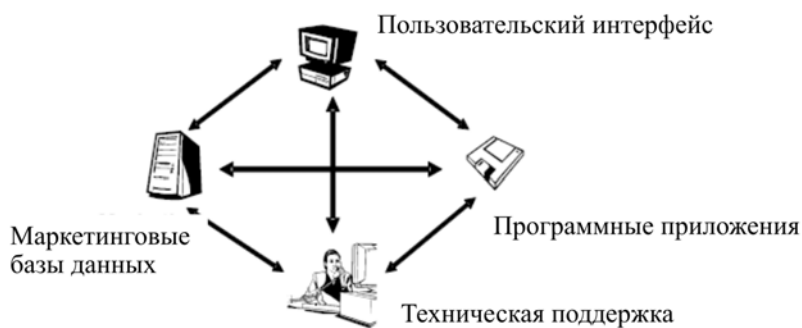 Пользовательский интерфейс
Программные приложения
Маркетинговые
базы данных
Техническая поддержка